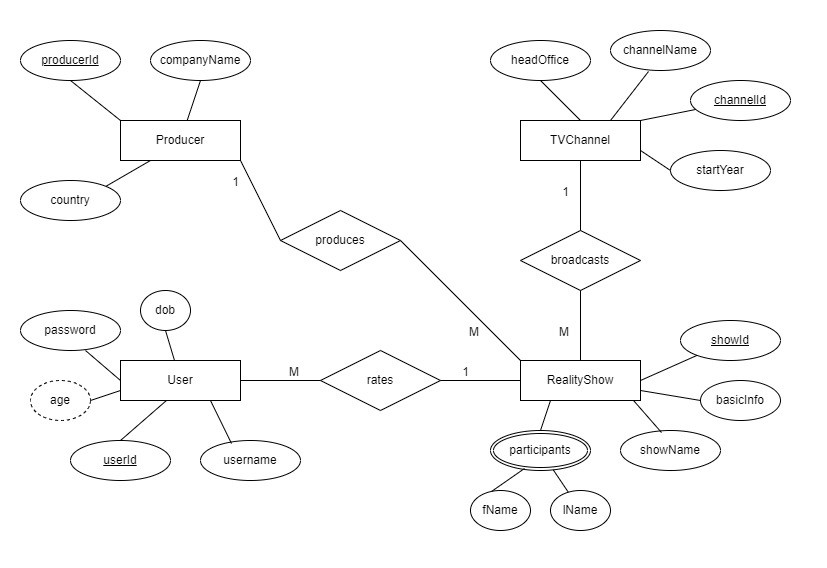 producerId
companyName
headOffice
channelName
channelId
Producer
TVChannel
startYear
country
1
1
produces
broadcasts
dob
password
M
M
showId
User
M
rates
1
RealityShow
age
basicInfo
userId
username
participants
showName
fName
lName